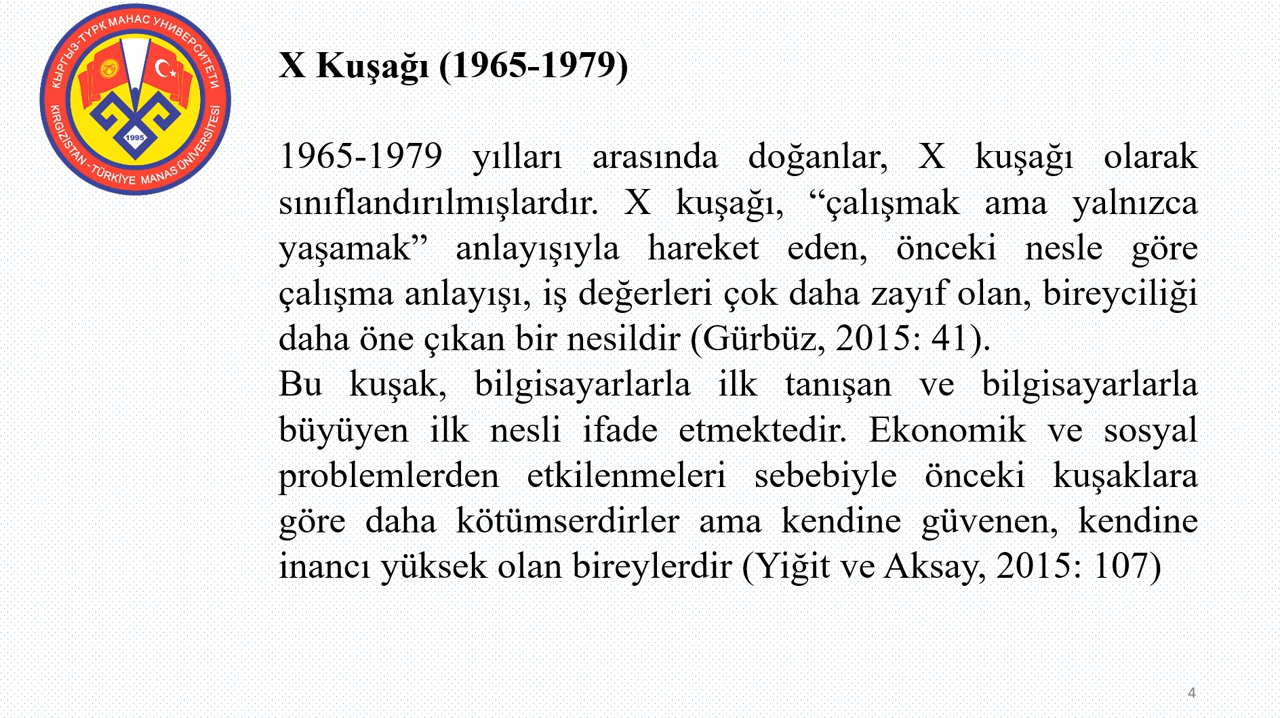 КЫРГЫЗ-ТҮРК МАНАС УНИВЕРСИТЕТИ
KIRGIZİSTAN - TÜRKİYE MANAS ÜNİVERSİTESİ
1995
X Kuşağı (1965-1979)
1965-1979 yılları arasında doğanlar, X kuşağı olarak
sınıflandırılmışlardır. X kuşağı, “çalışmak ama yalnızca
yaşamak” anlayışıyla hareket eden, önceki nesle göre
çalışma anlayışı, iş değerleri çok daha zayıf olan, bireyciliği
daha öne çıkan bir nesildir (Gürbüz, 2015: 41).
Bu kuşak, bilgisayarlarla ilk tanışan ve bilgisayarlarla
büyüyen ilk nesli ifade etmektedir. Ekonomik ve sosyal
problemlerden etkilenmeleri sebebiyle önceki kuşaklara
göre daha kötümserdirler ama kendine güvenen, kendine
inancı yüksek olan bireylerdir (Yiğit ve Aksay, 2015: 107)
4